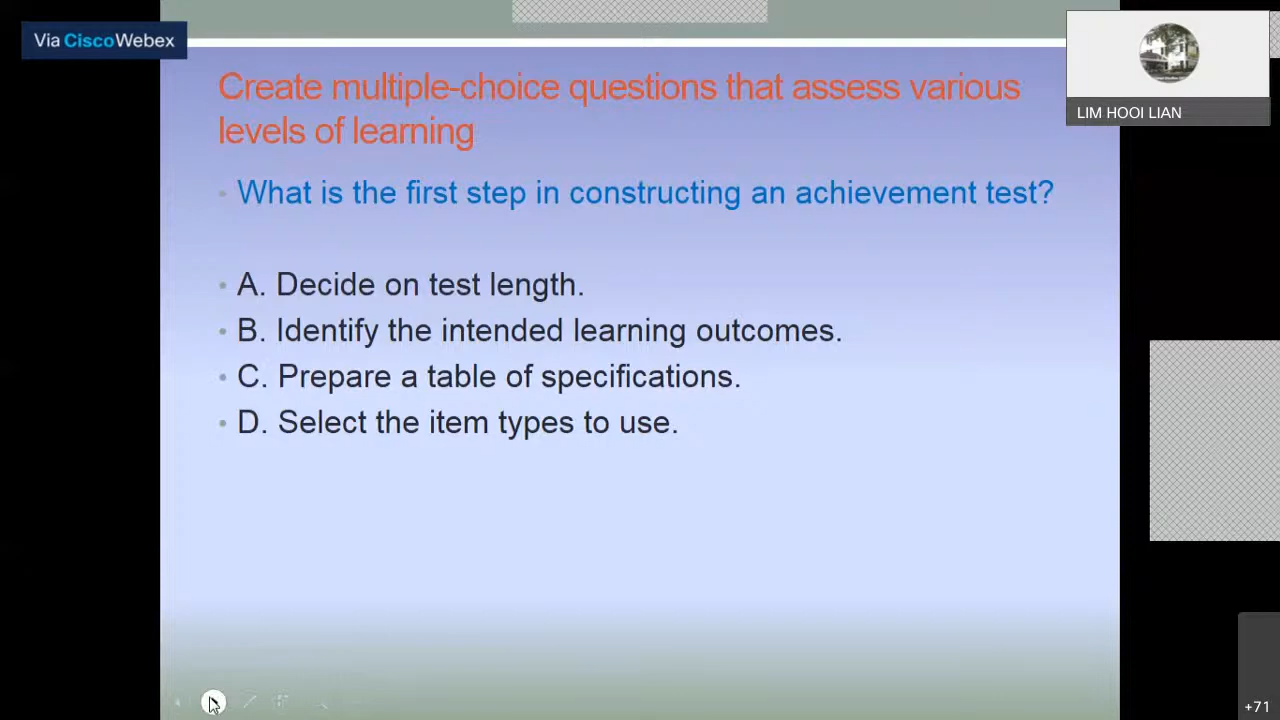 Via CiscoWebex
LIM HOOI LIAN
Create multiple-choice questions that assess various
levels of learning
• What is the first step in constructing an achievement test?
• A. Decide on test length.
• B. Identify the intended learning outcomes.
• C. Prepare a table of specifications.
• D. Select the item types to use.
+71